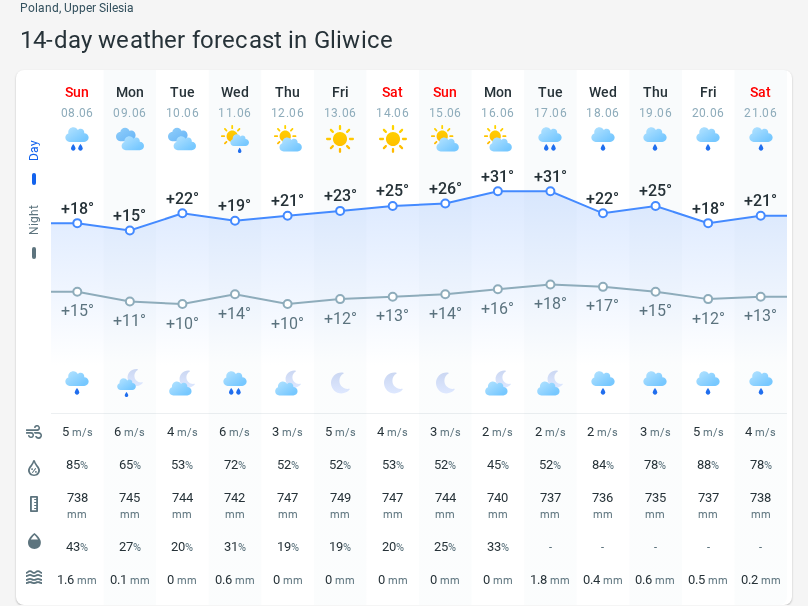 Poland, Upper Silesia
14-day weather forecast in Gliwice
Sun Mon Tue Wed Thu Fri Sat Sun Mon Tue Wed Thu Fri Sat
08.06 09.06 10.06 11.06 12.06 13.06 14.06 15.06 16.06 17.06 18.06 19.06 20.06 21.06
Day
+18° +15° +22° +19° +21° +23° +25° +26° +31° +31° +22° +25° +18° +21°
Night
+15° +11° +10° +14° +10° +12° +13° +14° +16° +18° +17° +15° +12° +13°
5 m/s 6 m/s 4 m/s 6 m/s 3 m/s 5 m/s 4 m/s 3 m/s 2 m/s 2 m/s 2 m/s 3 m/s 5 m/s 4 m/s
85% 65% 53% 72% 52% 52% 53% 52% 45% 52% 84% 78% 88% 78%
738 745 744 742 747 749 747 744 740 737 736 735 737 738
mm mm mm mm mm mm mm mm mm mm mm mm mm mm
43% 27% 20% 31% 19% 19% 20% 25% 33% - - - - -
1.6 mm 0.1 mm 0 mm 0.6 mm 0 mm 0 mm 0 mm 0 mm 0 mm 1.8 mm 0.4 mm 0.6 mm 0.5 mm 0.2 mm